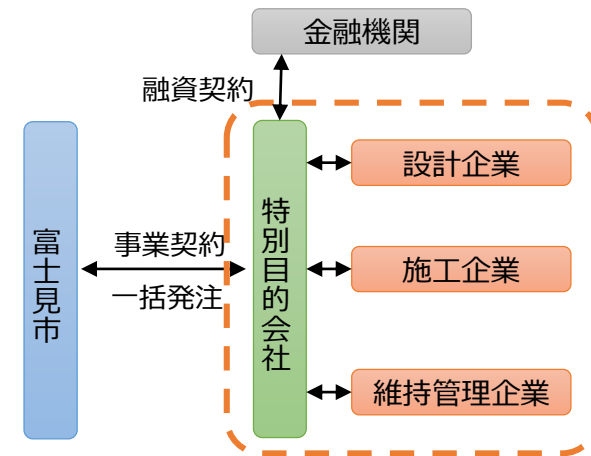 金融機関
融資契約
設計企業
富士見市
事業契約
一括発注
特別目的会社
施工企業
維持管理企業